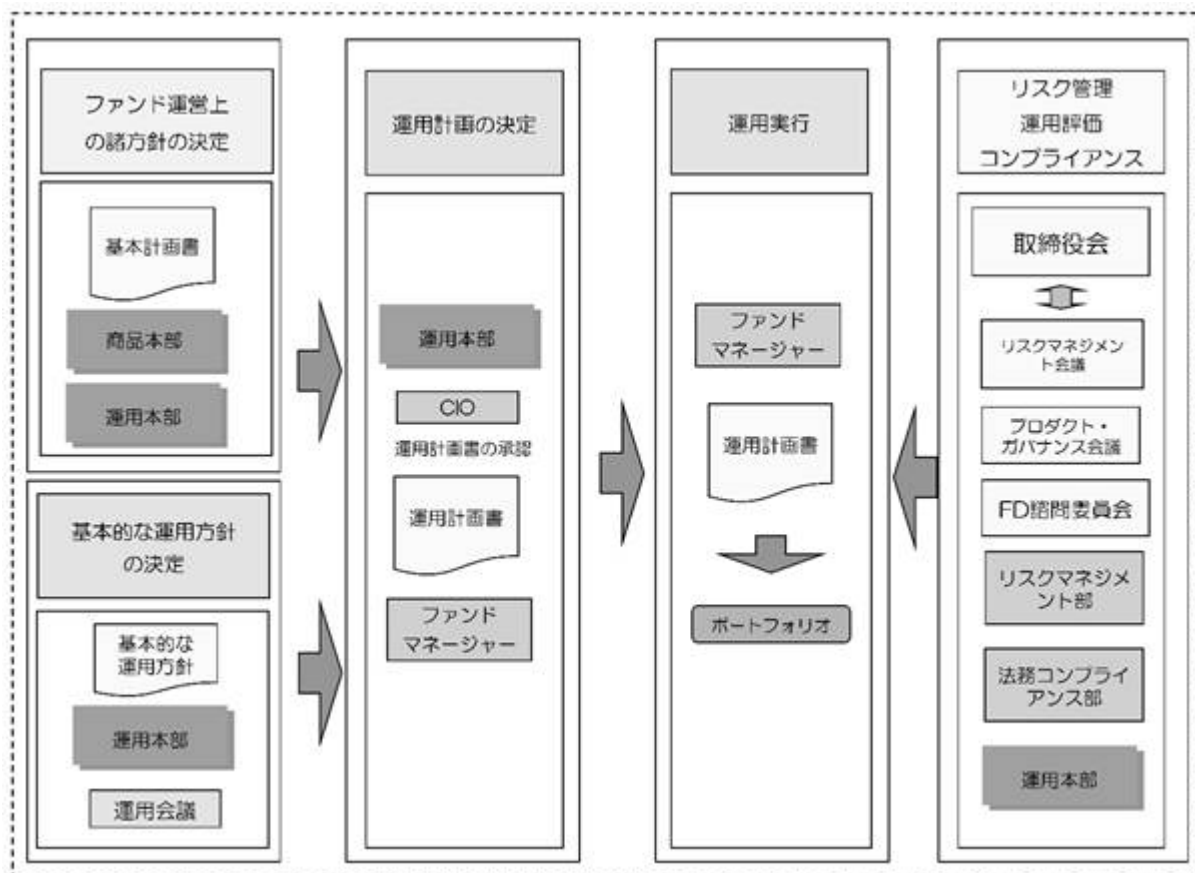 ファンド運営上
の諸方針の決定
基本計画書
商品本部
運用本部
基本的な運用方針
の決定
基本的な
運用方針
運用本部
運用会議
運用計画の決定
運用本部
CIO
運用計画書の承認
運用計画書
ファンド
マネージャー
運用実行
ファンド
マネージャー
運用計画書
ポートフォリオ
リスク管理
運用評価
コンプライアンス
取締役会
リスクマネジメン
ト会議
プロダクト・
ガバナンス会議
FD諮問委員会
リスクマネジメ
ント部
法務コンプライ
アンス部
運用本部